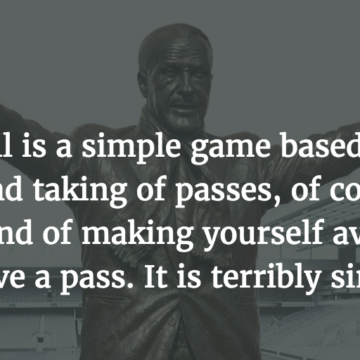 l is a simple game based
d taking of passes, of co
nd of making yourself av
ve a pass. It is terribly si